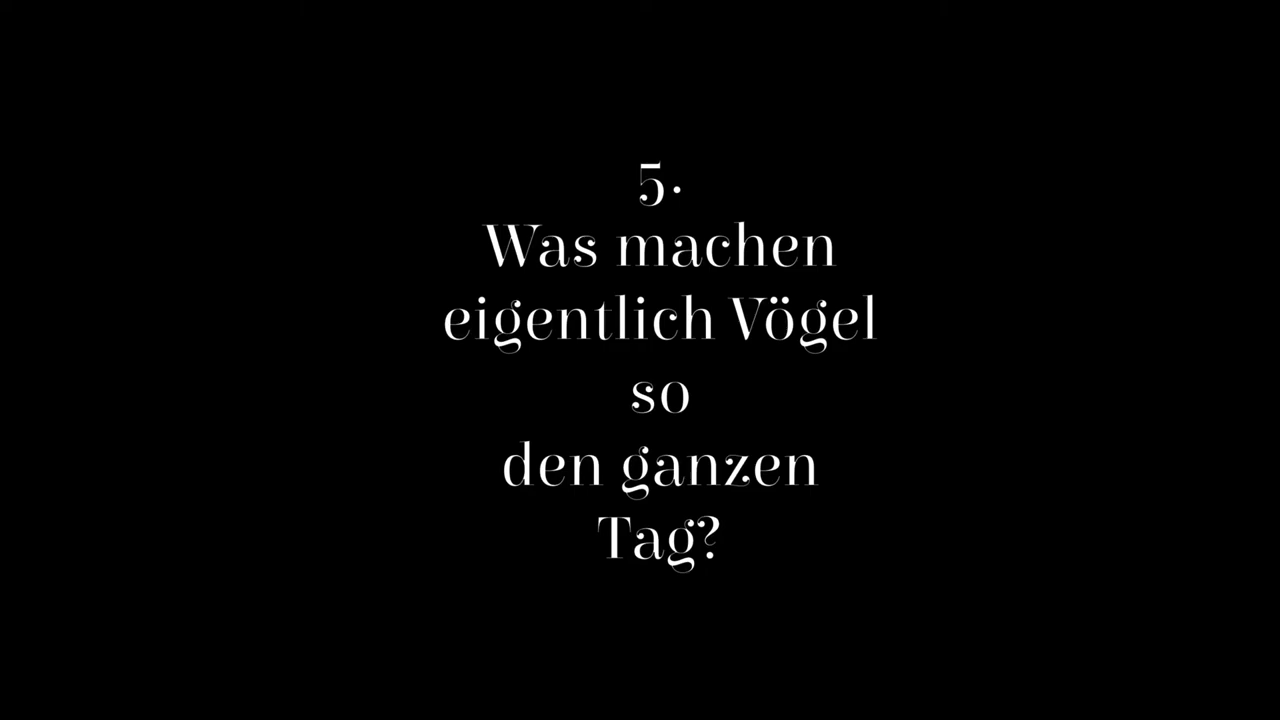 5.
Was machen
eigentlich Vögel
so
den ganzen
Tag?